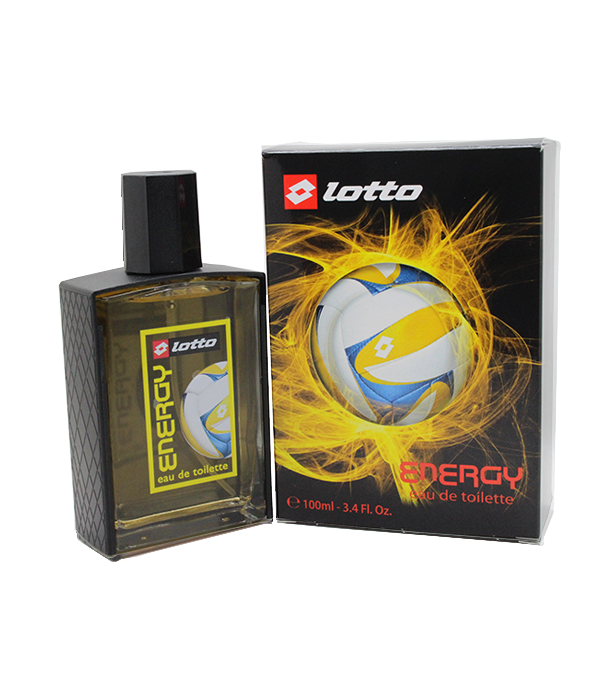 lotto
ENERGY
eau de toilette
lotto
ENERGY
eau de toilette
℮ 100ml - 3.4 Fl. Oz.